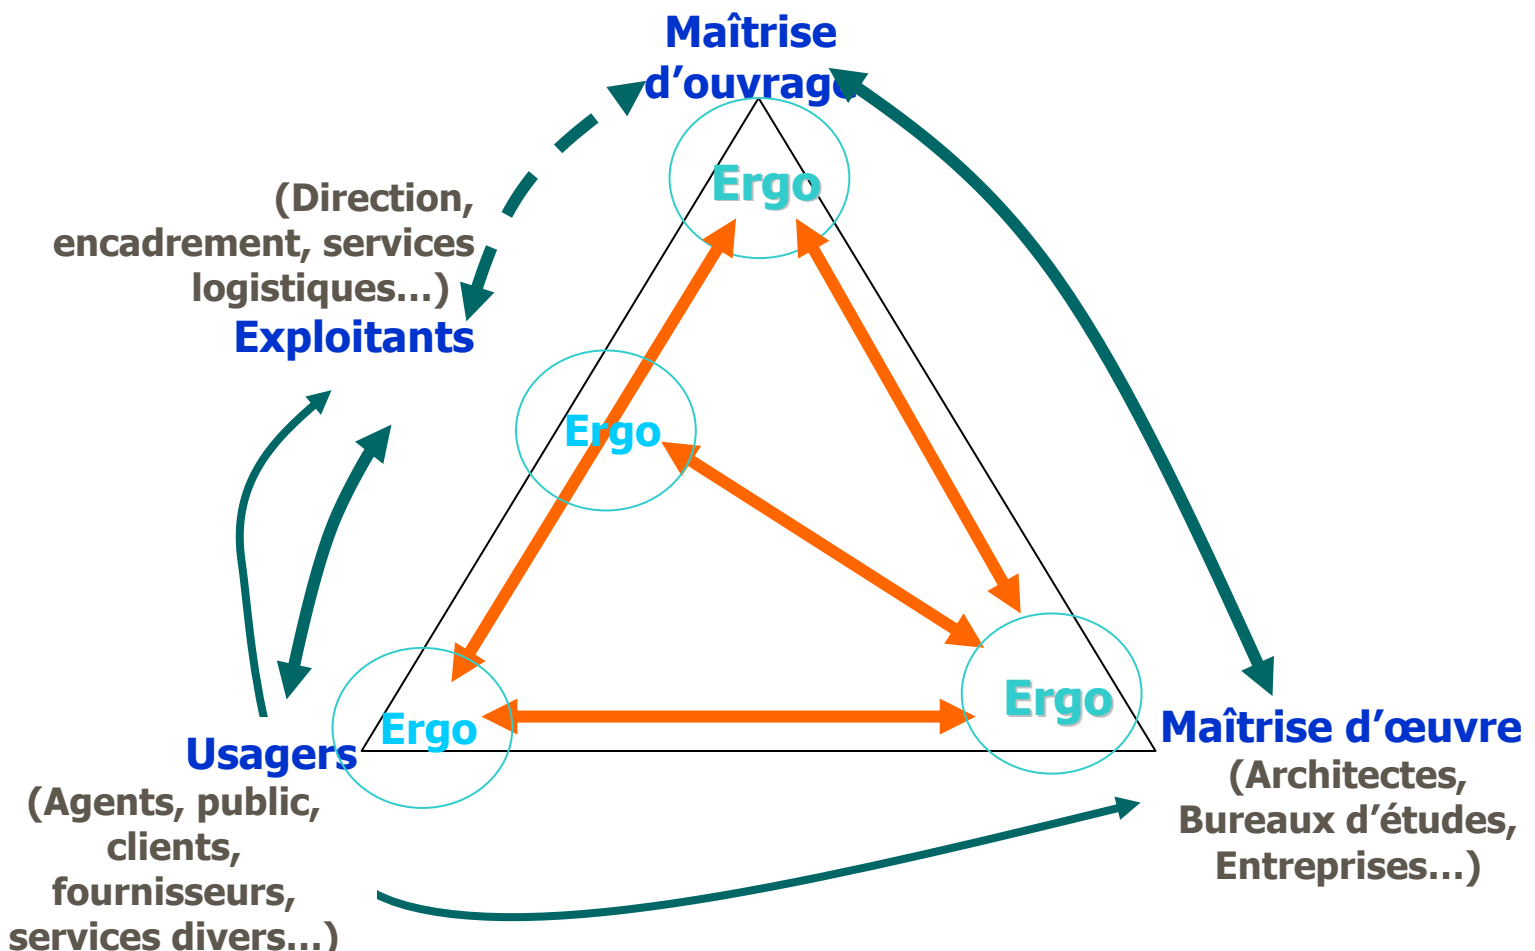 Maîtrise
d’ouvrage
Ergo
(Direction,
encadrement, services
logistiques…)
Exploitants
Ergo
Ergo
Ergo
Usagers
(Agents, public,
clients,
fournisseurs,
services divers…)
Maîtrise d’œuvre
(Architectes,
Bureaux d’études,
Entreprises…)